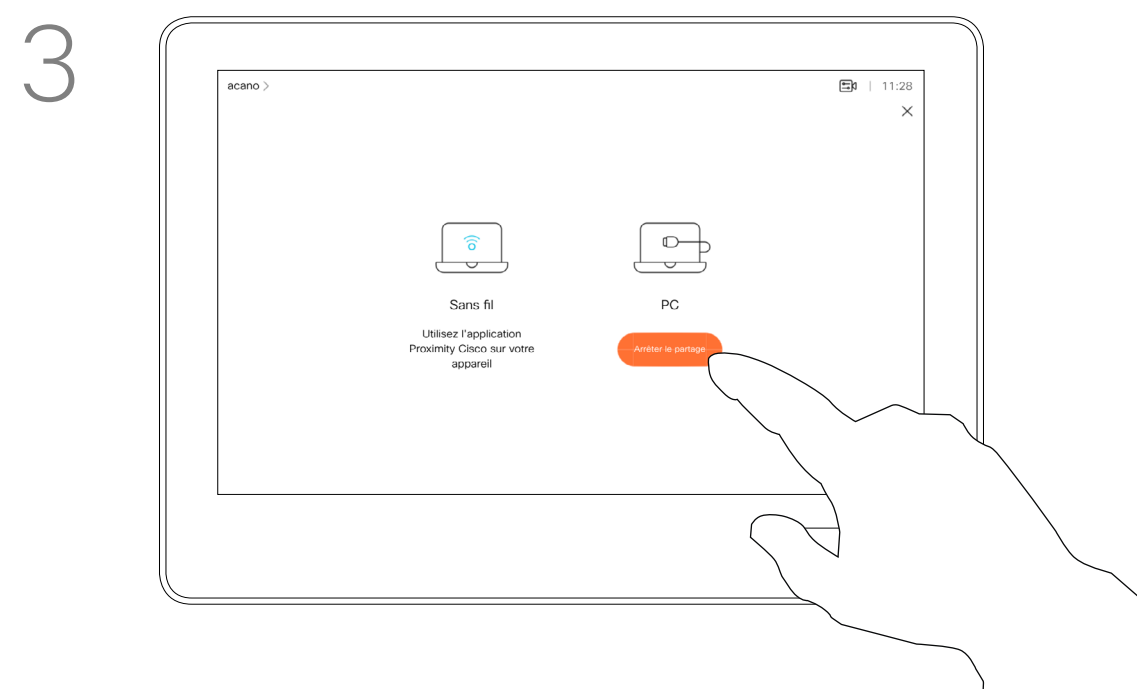 3
acano >
11:28
Sans fil
PC
Utilisez l'application
Proximity Cisco sur votre
appareil
Arrêter le partage